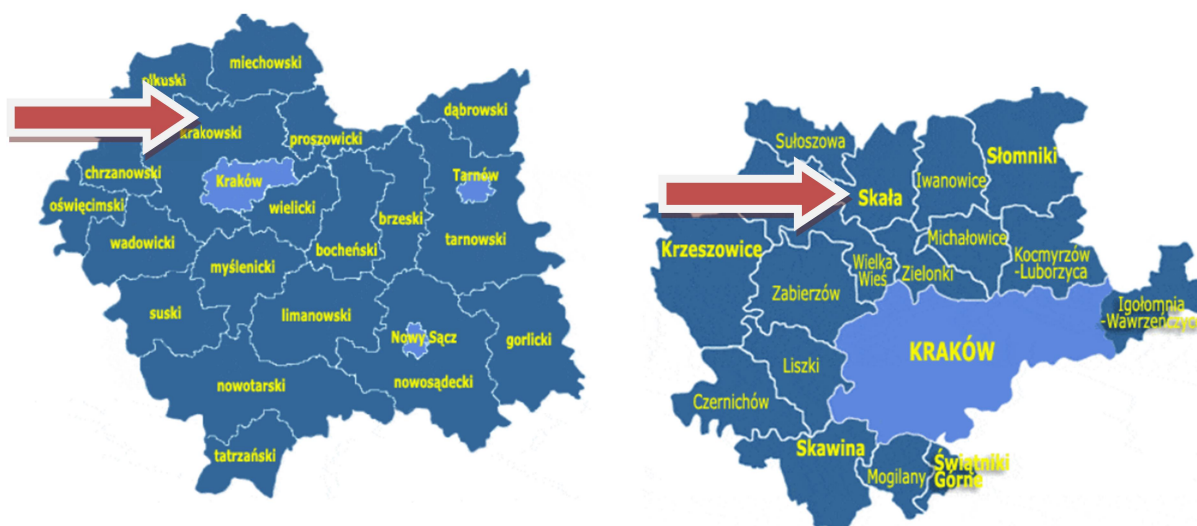 miechowski
olkuski
krakowski
proszowicki
dąbrowski
chrzanowski
Kraków
Tarnów
oświęcimski
wielicki
brzeski
wadowicki
bocheński
tarnowski
myślenicki
suski
limanowski
Nowy Sącz
gorlicki
nowotarski
nowosądecki
tatrzański
Sułoszowa
Słomniki
Iwanowice
Skała
Krzeszowice
Michałowice
Kocmyrzów
-Luborzyca
Wielka
Wieś
Zielonki
Zabierzów
Igołomnia
-Wawrzeńczyce
KRAKÓW
Liszki
Czernichów
Skawina
Mogilany
Świątniki
Górne